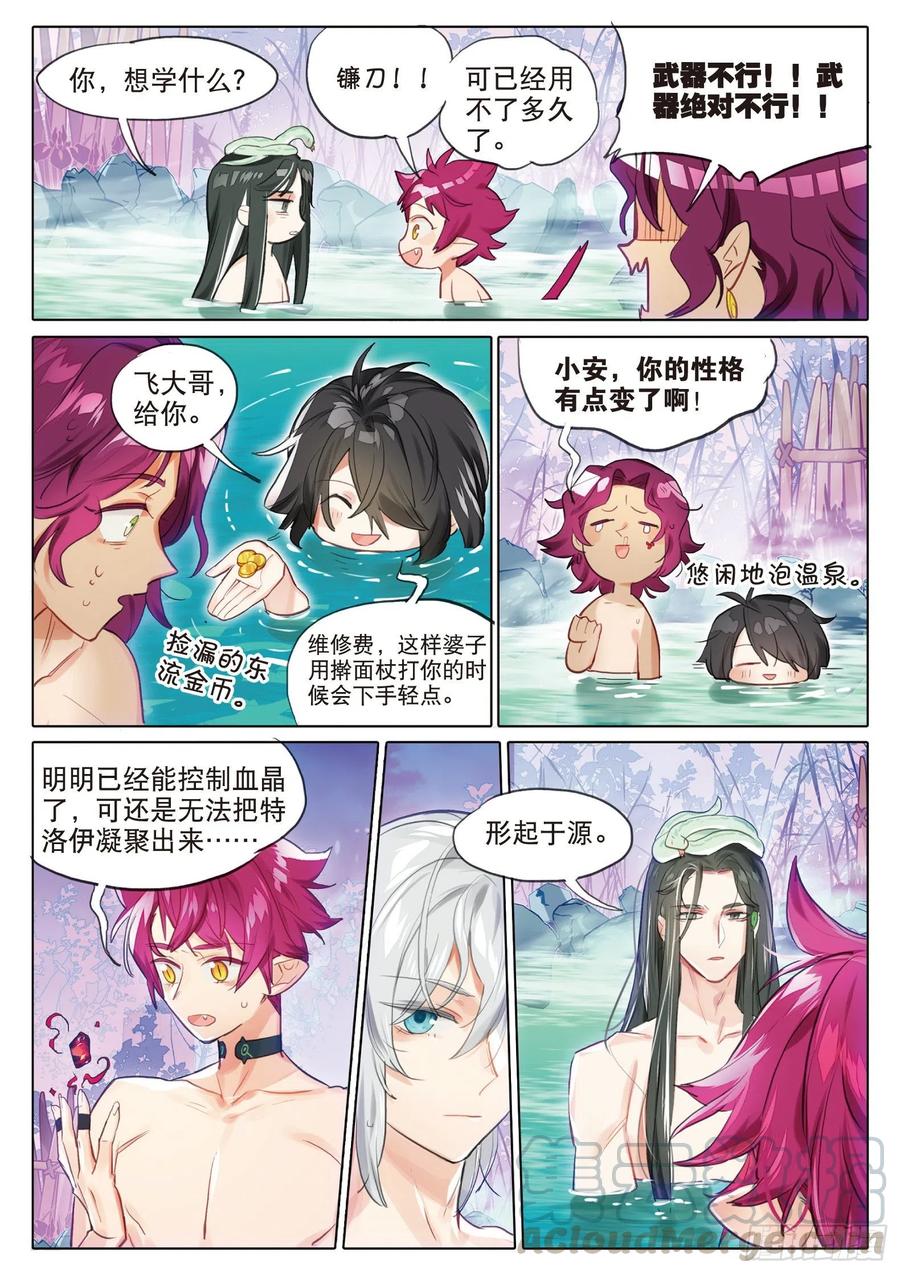 你，想学什么？
镰刀！！
可已经用
不了多久
了。
武器不行！！武
器绝对不行！！
飞大哥，
给你。
捡漏的东
流金币。
维修费，这样婆子
用擀面杖打你的时
候会下手轻点。
小安，你的性格
有点变了啊！
悠闲地泡温泉。
明明已经能控制血晶
了，可还是无法把特
洛伊凝聚出来……
形起于源。
CloudMerge.com